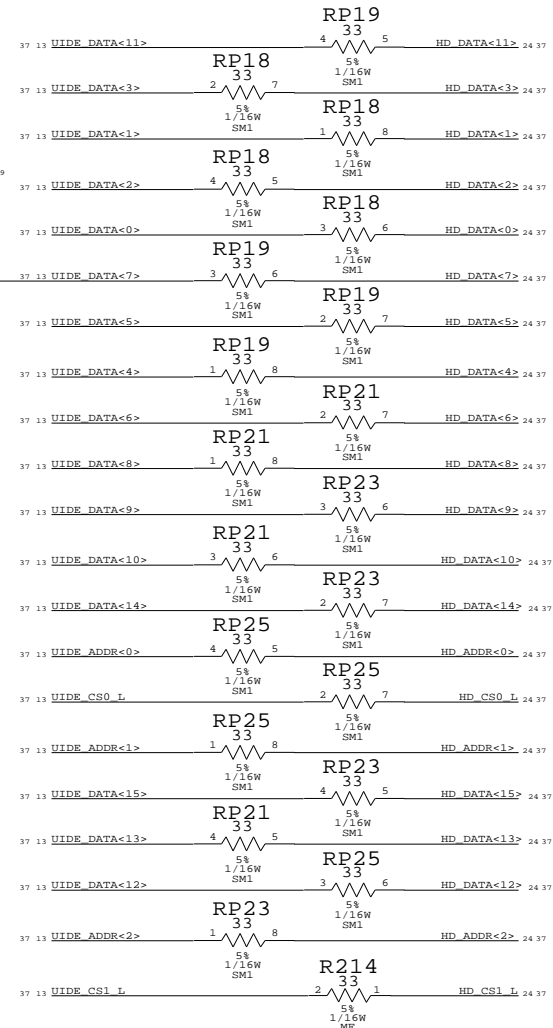 RP19
33
37 13 UIDE_DATA<11> 4 5 HD_DATA<11> 24 37
5%
1/16W
SM1
RP18
33
37 13 UIDE_DATA<3> 2 7 HD_DATA<3> 24 37
5%
1/16W
SM1
RP18
33
37 13 UIDE_DATA<1> 1 8 HD_DATA<1> 24 37
5%
1/16W
SM1
9
RP18
33
37 13 UIDE_DATA<2> 4 5 HD_DATA<2> 24 37
5%
1/16W
SM1
RP18
33
37 13 UIDE_DATA<0> 3 6 HD_DATA<0> 24 37
5%
1/16W
SM1
RP19
33
37 13 UIDE_DATA<7> 3 6 HD_DATA<7> 24 37
5%
1/16W
SM1
RP19
33
37 13 UIDE_DATA<5> 2 7 HD_DATA<5> 24 37
5%
1/16W
SM1
RP19
33
37 13 UIDE_DATA<4> 1 8 HD_DATA<4> 24 37
5%
1/16W
SM1
RP21
33
37 13 UIDE_DATA<6> 2 7 HD_DATA<6> 24 37
5%
1/16W
SM1
RP21
33
37 13 UIDE_DATA<8> 1 8 HD_DATA<8> 24 37
5%
1/16W
SM1
RP23
33
37 13 UIDE_DATA<9> 3 6 HD_DATA<9> 24 37
5%
1/16W
SM1
RP21
33
37 13 UIDE_DATA<10> 3 6 HD_DATA<10> 24 37
5%
1/16W
SM1
RP23
33
37 13 UIDE_DATA<14> 2 7 HD_DATA<14> 24 37
5%
1/16W
SM1
RP25
33
37 13 UIDE_ADDR<0> 4 5 HD_ADDR<0> 24 37
5%
1/16W
SM1
RP25
33
37 13 UIDE_CS0_L 2 7 HD_CS0_L 24 37
5%
1/16W
SM1
RP25
33
37 13 UIDE_ADDR<1> 1 8 HD_ADDR<1> 24 37
5%
1/16W
SM1
RP23
33
37 13 UIDE_DATA<15> 4 5 HD_DATA<15> 24 37
5%
1/16W
SM1
RP21
33
37 13 UIDE_DATA<13> 4 5 HD_DATA<13> 24 37
5%
1/16W
SM1
RP25
33
37 13 UIDE_DATA<12> 3 6 HD_DATA<12> 24 37
5%
1/16W
SM1
RP23
33
37 13 UIDE_ADDR<2> 1 8 HD_ADDR<2> 24 37
5%
1/16W
SM1
R214
33
37 13 UIDE_CS1_L 2 1 HD_CS1_L 24 37
5%
1/16W
MF